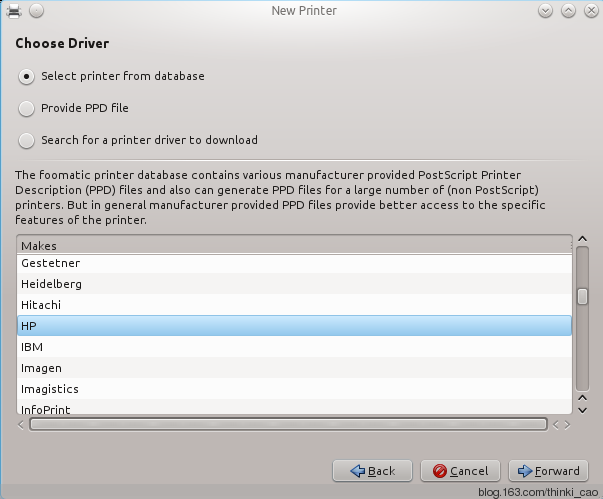 New Printer
Choose Driver
Select printer from database
Provide PPD file
Search for a printer driver to download
The foomatic printer database contains various manufacturer provided PostScript Printer
Description (PPD) files and also can generate PPD files for a large number of (non PostScript)
printers. But in general manufacturer provided PPD files provide better access to the specific
features of the printer.
Makes
Gestetner
Heidelberg
Hitachi
HP
IBM
Imagen
Imagistics
InfoPrint
Back Cancel Forward
blog.163.com/thinki_cao